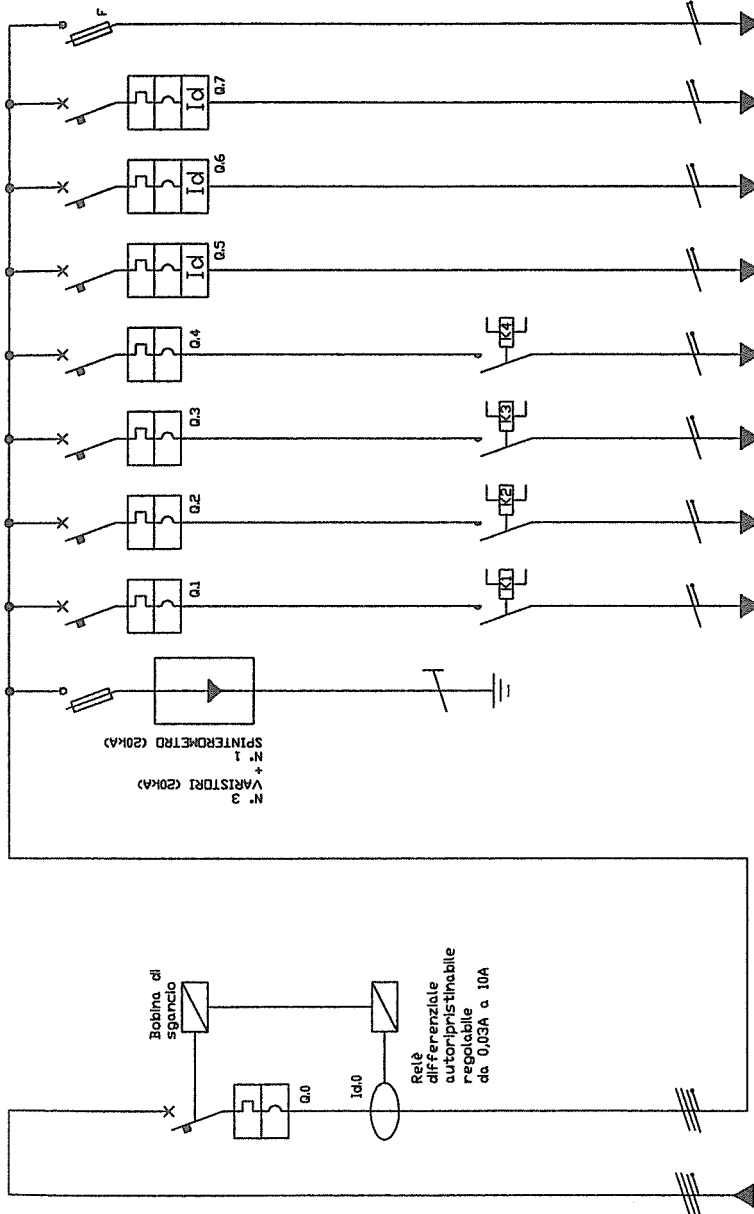 F
Id
Q.7
Id
Q.6
Id
Q.5
Q.4
K4
Q.3
K3
Q.2
K2
Q.1
K1
N° 3
VARISTORI (20kA)
+
N° 1
SPINTEROMETRO (20kA)
Bobina di
sgancio
Q.0
Id.0
Relè
differenziale
autoripristinabile
regolabile
da 0,03A a 10A